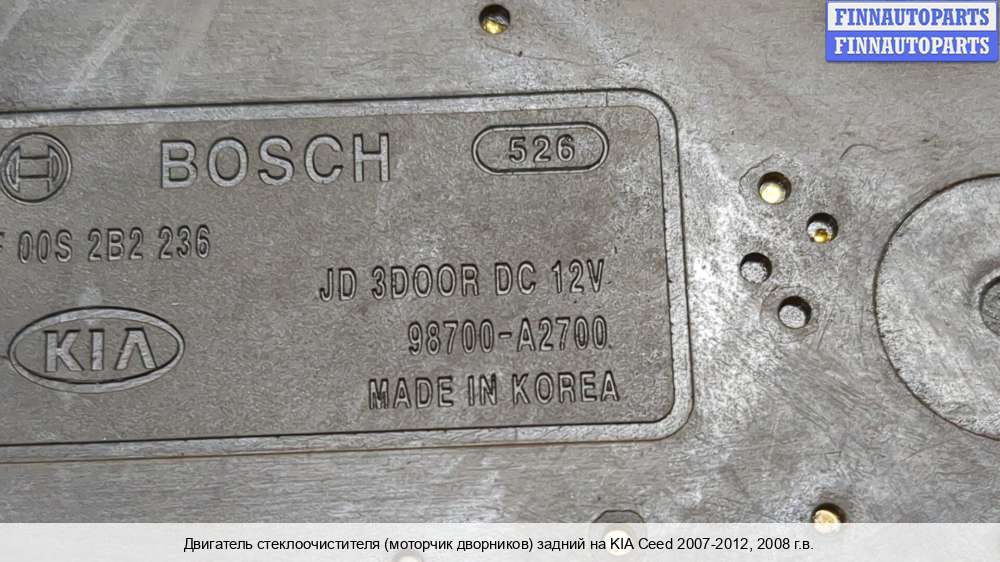 FINNAUTOPARTS
FINNAUTOPARTS
BOSCH 526
F 00S 2B2 236
JD 3DOOR DC 12V
KIA 98700-A2700
MADE IN KOREA
Двигатель стеклоочистителя (моторчик дворников) задний на KIA Ceed 2007-2012, 2008 г.в.